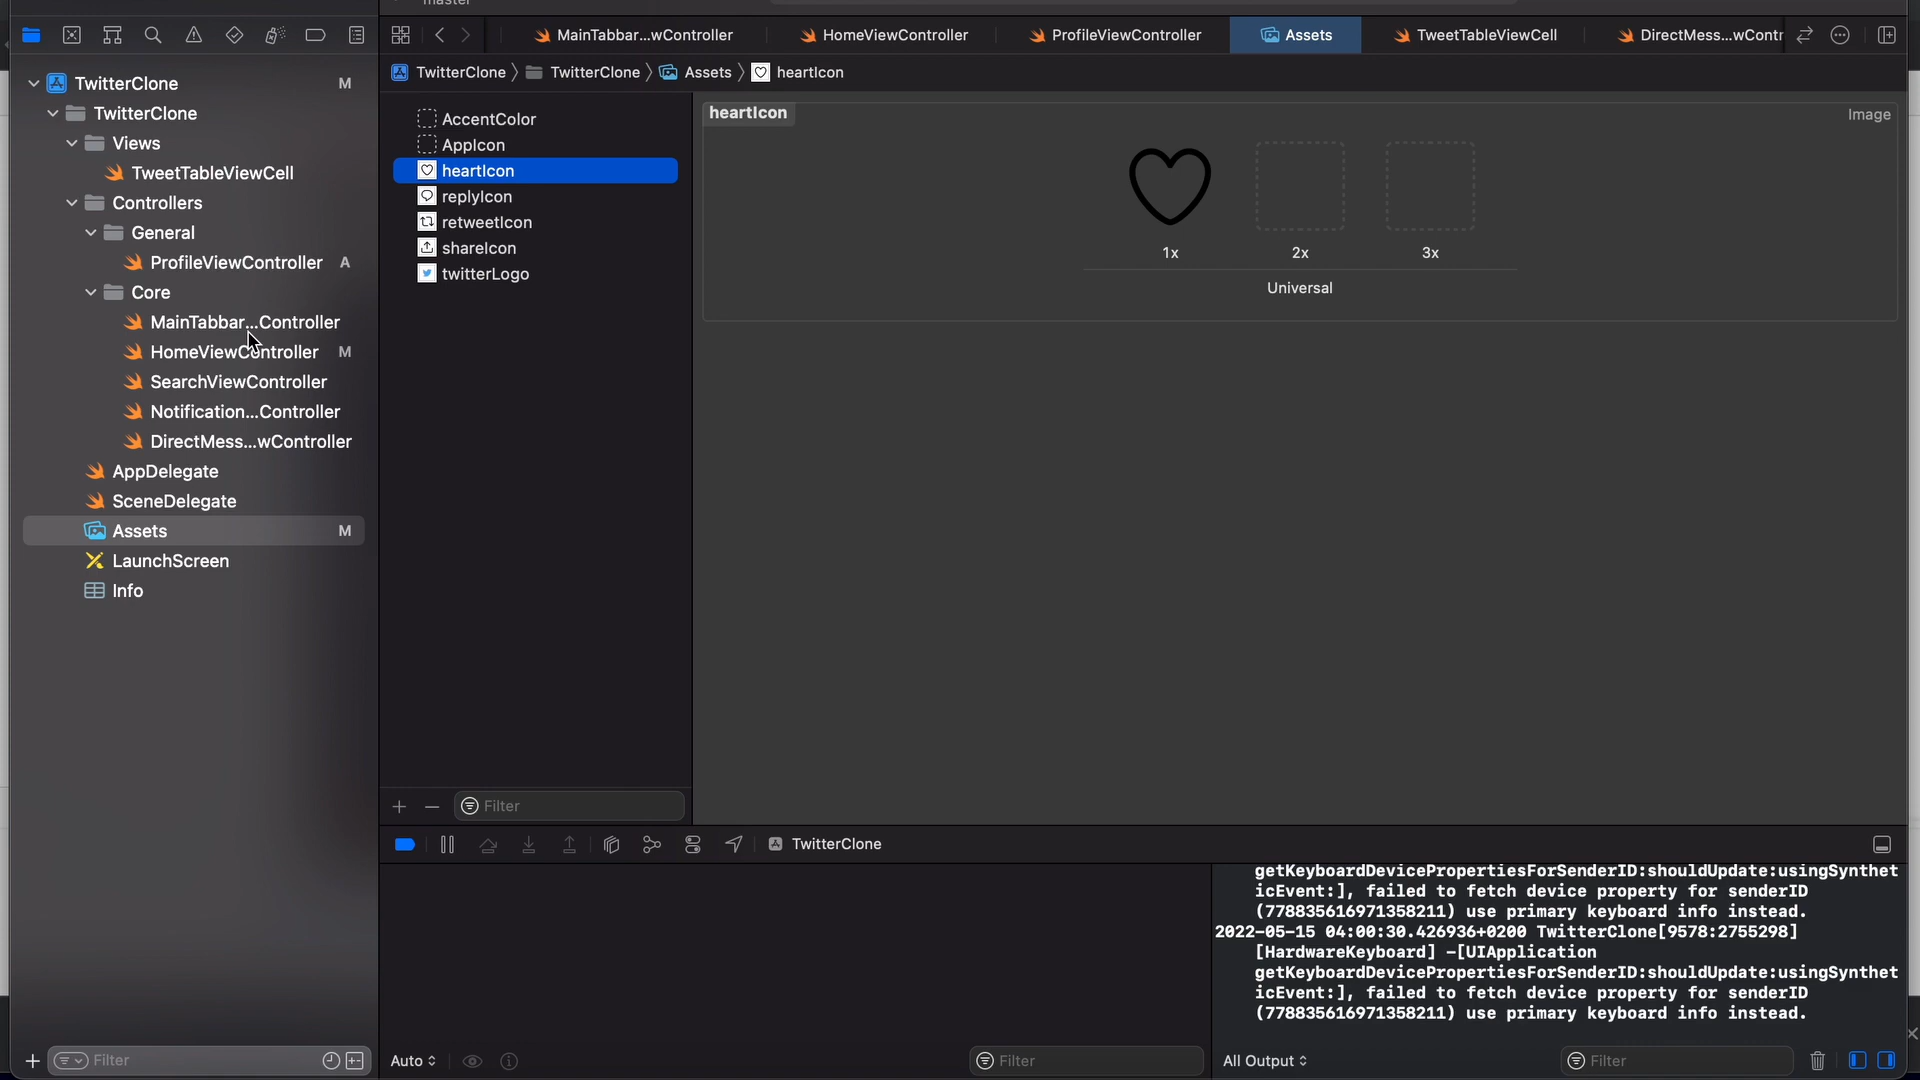 master
MainTabbar...wController
HomeViewController
ProfileViewController
Assets
TweetTableViewCell
DirectMess...wContr
TwitterClone
TwitterClone
Assets
heartIcon
TwitterClone M
TwitterClone
Views
TweetTableViewCell
Controllers
General
ProfileViewController A
Core
MainTabbar...Controller
HomeViewController M
SearchViewController
Notification...Controller
DirectMess...wController
AppDelegate
SceneDelegate
Assets M
LaunchScreen
Info
Filter
AccentColor
AppIcon
heartIcon
replyIcon
retweetIcon
shareIcon
twitterLogo
Filter
heartIcon
Image
1x
2x
3x
Universal
TwitterClone
getKeyboardDevicePropertiesForSenderID:shouldUpdate:usingSynthet
icEvent:], failed to fetch device property for senderID
(778835616971358211) use primary keyboard info instead.
2022-05-15 04:00:30.426936+0200 TwitterClone[9578:2755298]
[HardwareKeyboard] -[UIApplication
getKeyboardDevicePropertiesForSenderID:shouldUpdate:usingSynthet
icEvent:], failed to fetch device property for senderID
(778835616971358211) use primary keyboard info instead.
Auto
Filter
All Output
Filter